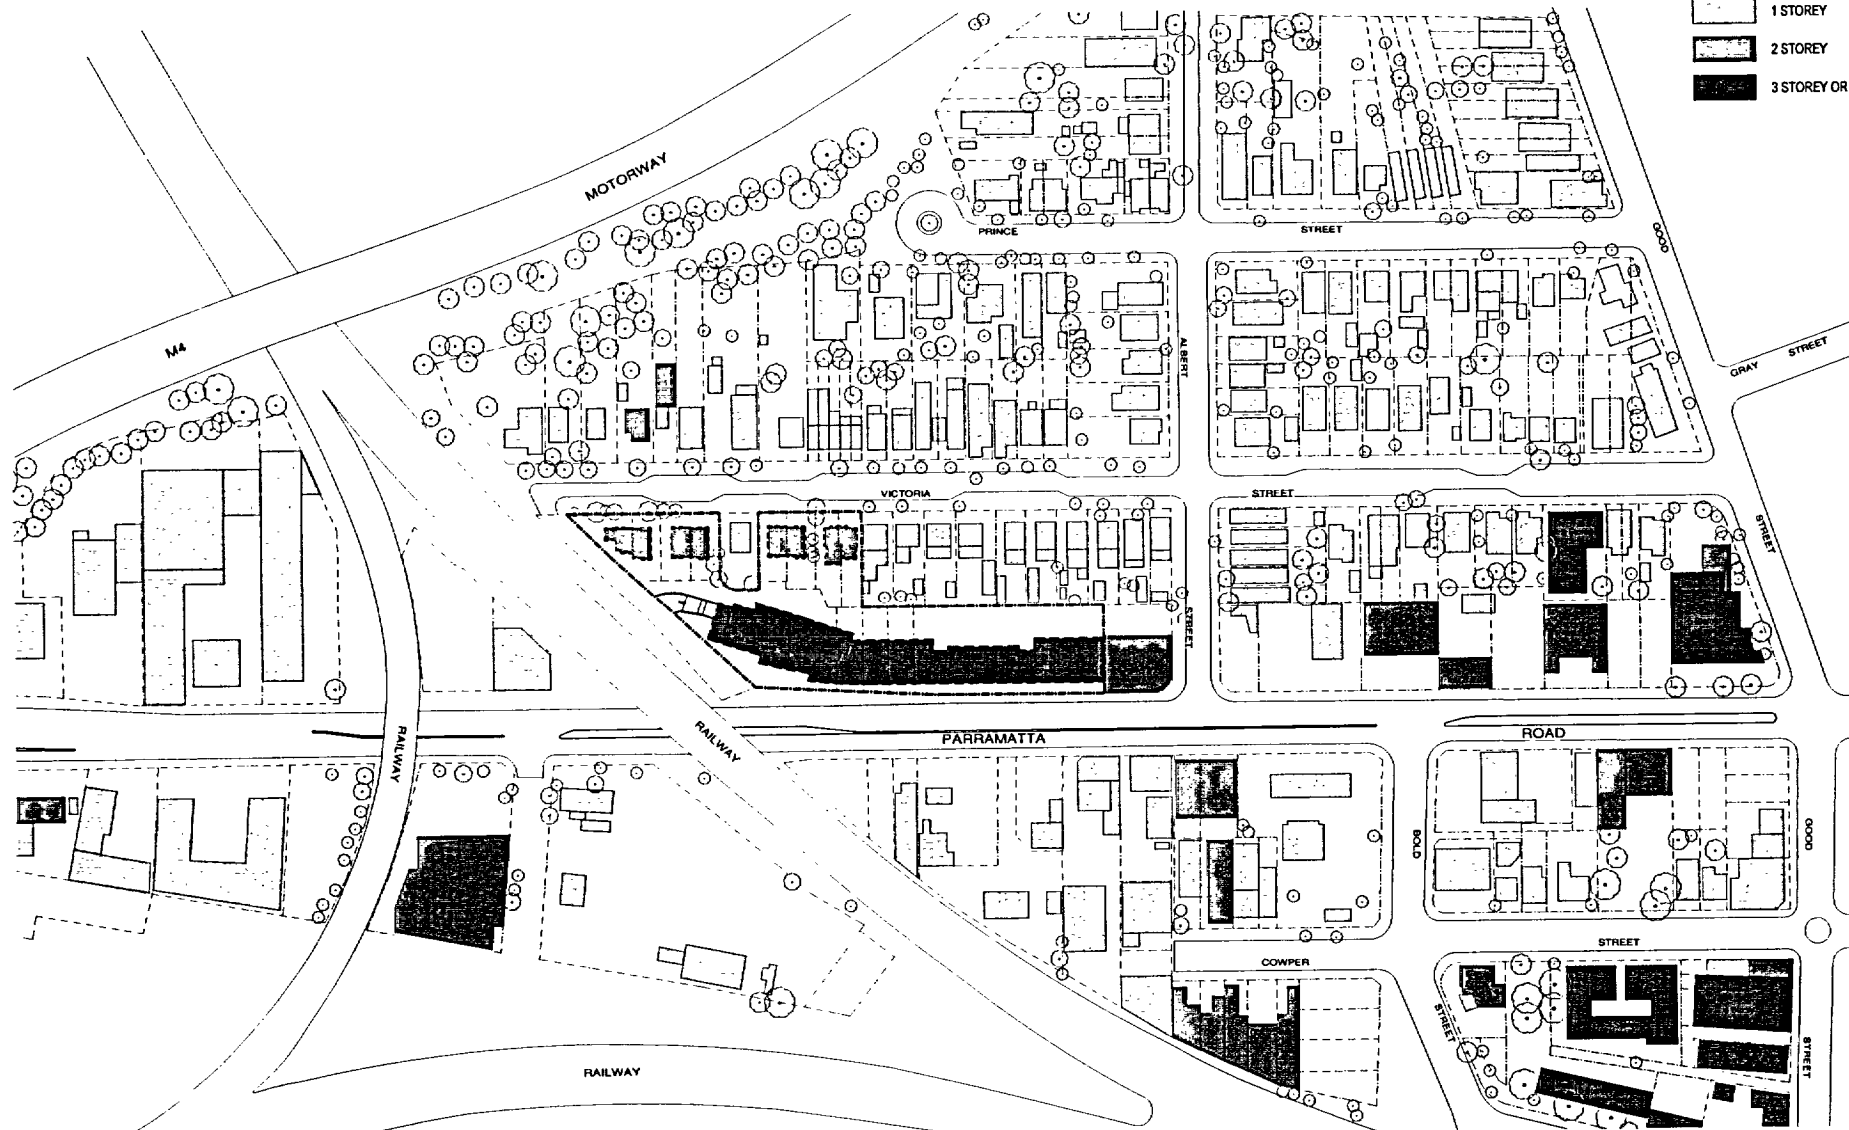 1 STOREY
2 STOREY
3 STOREY OR
MOTORWAY
M4
PRINCE
STREET
GOOD
STREET
GRAY
STREET
ALBERT
STREET
VICTORIA
STREET
RAILWAY
RAILWAY
PARRAMATTA
ROAD
BOLD
STREET
GOOD
STREET
COWPER
STREET
RAILWAY